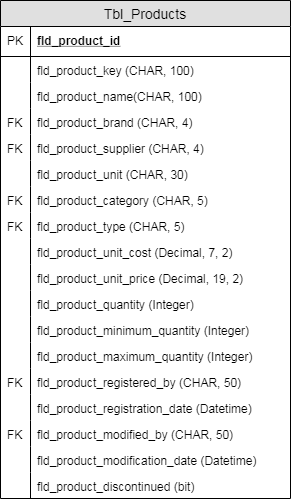 Tbl_Products
PK fld_product_id
fld_product_key (CHAR, 100)
fld_product_name(CHAR, 100)
FK fld_product_brand (CHAR, 4)
FK fld_product_supplier (CHAR, 4)
fld_product_unit (CHAR, 30)
FK fld_product_category (CHAR, 5)
FK fld_product_type (CHAR, 5)
fld_product_unit_cost (Decimal, 7, 2)
fld_product_unit_price (Decimal, 19, 2)
fld_product_quantity (Integer)
fld_product_minimum_quantity (Integer)
fld_product_maximum_quantity (Integer)
FK fld_product_registered_by (CHAR, 50)
fld_product_registration_date (Datetime)
FK fld_product_modified_by (CHAR, 50)
fld_product_modification_date (Datetime)
fld_product_discontinued (bit)